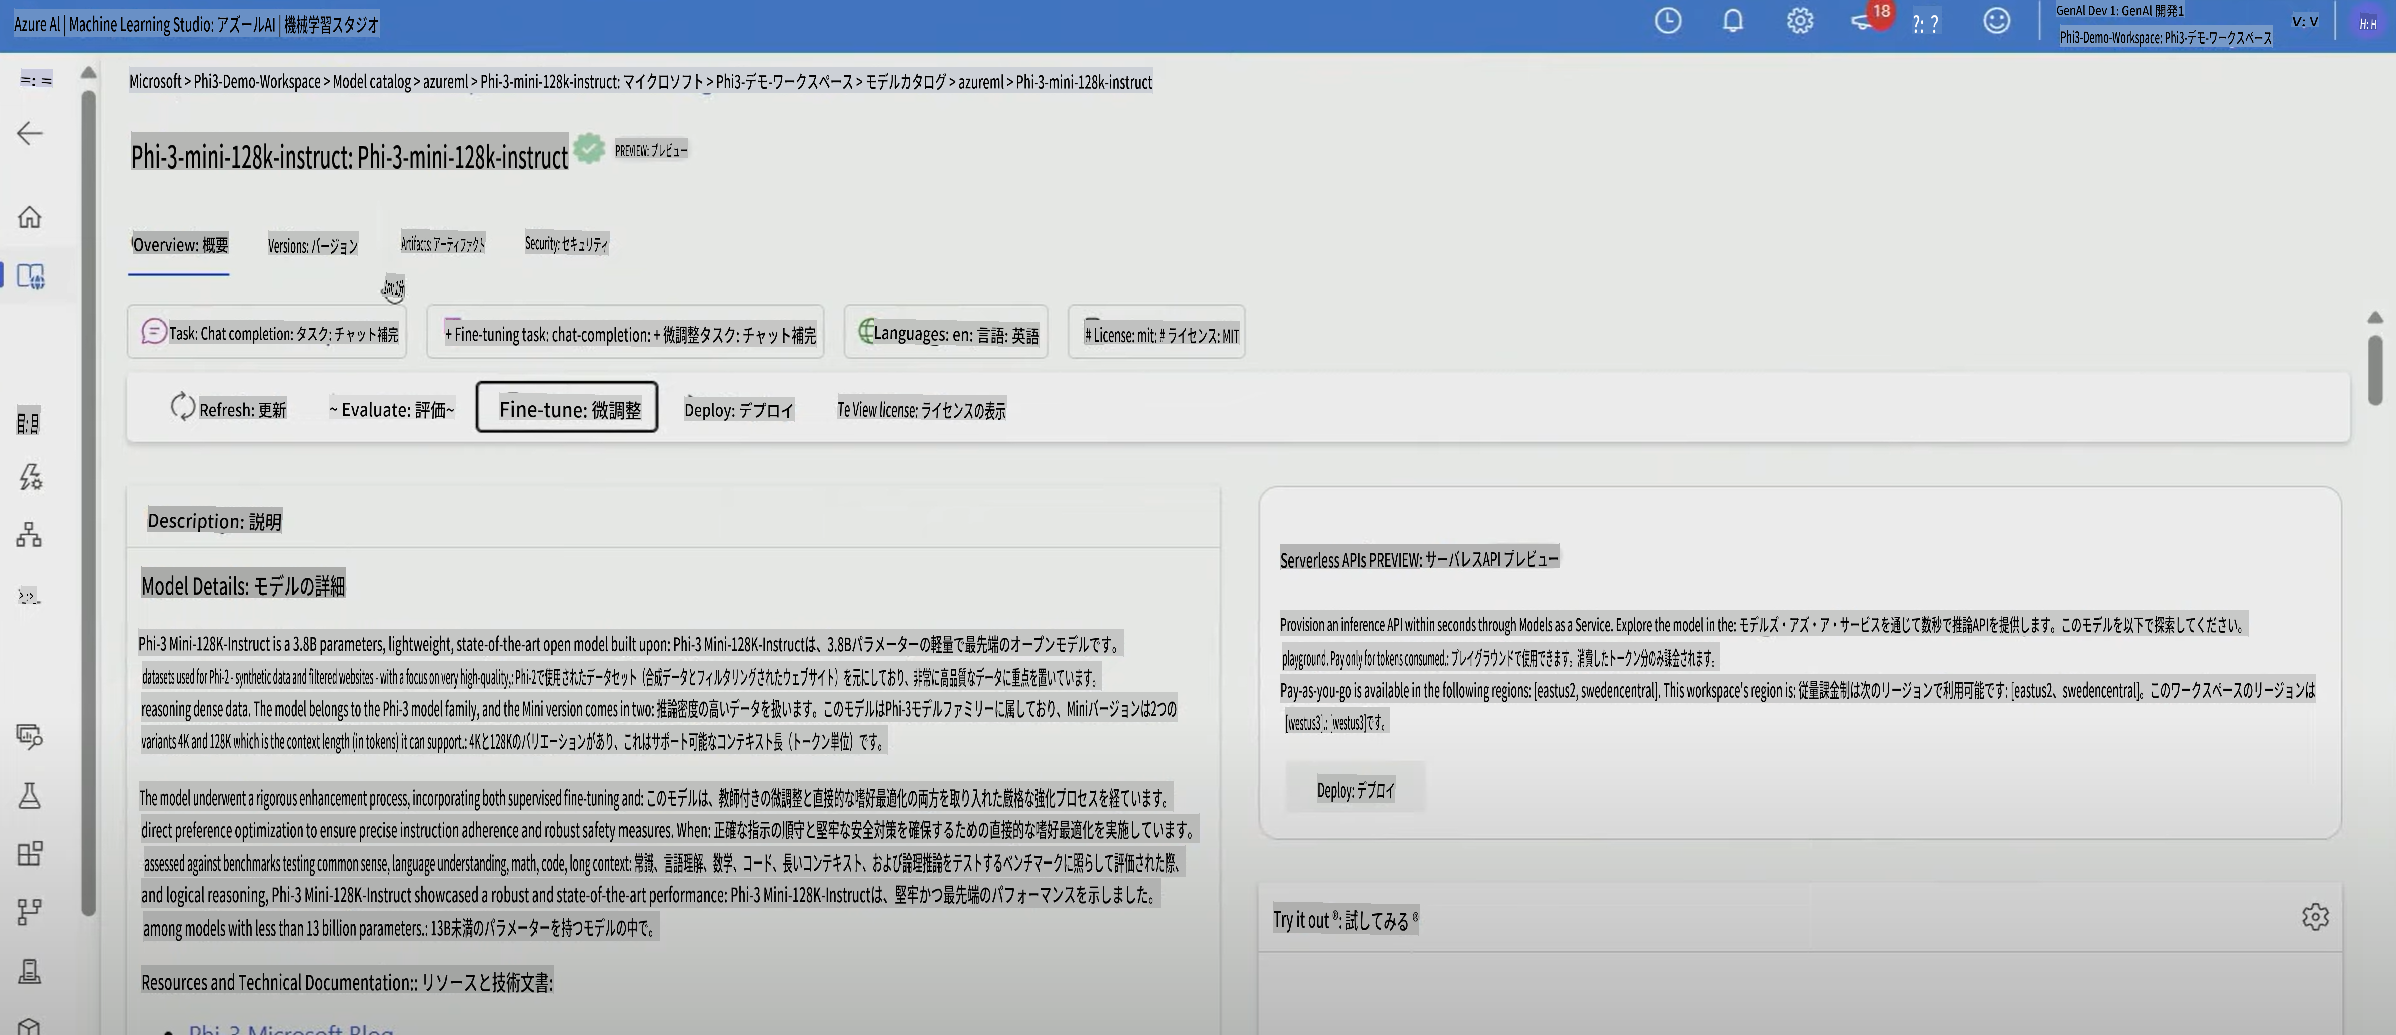 Azure Al | Machine Learning Studio: アズールAI | 機械学習スタジオ
18
?: ?
GenAl Dev 1: GenAl 開発1
Phi3-Demo-Workspace: Phi3-デモ-ワークスペース
V: V
H: H
=: =
Microsoft > Phi3-Demo-Workspace > Model catalog > azureml > Phi-3-mini-128k-instruct: マイクロソフト > Phi3-デモ-ワークスペース > モデルカタログ > azureml > Phi-3-mini-128k-instruct
Phi-3-mini-128k-instruct: Phi-3-mini-128k-instruct
PREVIEW: プレビュー
Overview: 概要
Versions: バージョン
Artifacts: アーティファクト
Security: セキュリティ
Task: Chat completion: タスク: チャット補完
+ Fine-tuning task: chat-completion: + 微調整タスク: チャット補完
Languages: en: 言語: 英語
# License: mit: # ライセンス: MIT
Refresh: 更新
~ Evaluate: 評価~
Fine-tune: 微調整
Deploy: デプロイ
Te View license: ライセンスの表示
目: 目
Description: 説明
Model Details: モデルの詳細
Phi-3 Mini-128K-Instruct is a 3.8B parameters, lightweight, state-of-the-art open model built upon: Phi-3 Mini-128K-Instructは、3.8Bパラメーターの軽量で最先端のオープンモデルです。
datasets used for Phi-2 - synthetic data and filtered websites - with a focus on very high-quality,: Phi-2で使用されたデータセット（合成データとフィルタリングされたウェブサイト）を元にしており、非常に高品質なデータに重点を置いています。
reasoning dense data. The model belongs to the Phi-3 model family, and the Mini version comes in two: 推論密度の高いデータを扱います。このモデルはPhi-3モデルファミリーに属しており、Miniバージョンは2つの
variants 4K and 128K which is the context length (in tokens) it can support.: 4Kと128Kのバリエーションがあり、これはサポート可能なコンテキスト長（トークン単位）です。
The model underwent a rigorous enhancement process, incorporating both supervised fine-tuning and: このモデルは、教師付きの微調整と直接的な嗜好最適化の両方を取り入れた厳格な強化プロセスを経ています。
direct preference optimization to ensure precise instruction adherence and robust safety measures. When: 正確な指示の順守と堅牢な安全対策を確保するための直接的な嗜好最適化を実施しています。
assessed against benchmarks testing common sense, language understanding, math, code, long context: 常識、言語理解、数学、コード、長いコンテキスト、および論理推論をテストするベンチマークに照らして評価された際、
and logical reasoning, Phi-3 Mini-128K-Instruct showcased a robust and state-of-the-art performance: Phi-3 Mini-128K-Instructは、堅牢かつ最先端のパフォーマンスを示しました。
among models with less than 13 billion parameters.: 13B未満のパラメーターを持つモデルの中で。
Resources and Technical Documentation:: リソースと技術文書:
Phi-3 Microsoft Blog
Serverless APIs PREVIEW: サーバレスAPI プレビュー
Provision an inference API within seconds through Models as a Service. Explore the model in the: モデルズ・アズ・ア・サービスを通じて数秒で推論APIを提供します。このモデルを以下で探索してください。
playground. Pay only for tokens consumed.: プレイグラウンドで使用できます。消費したトークン分のみ課金されます。
Pay-as-you-go is available in the following regions: [eastus2, swedencentral]. This workspace's region is: 従量課金制は次のリージョンで利用可能です: [eastus2、swedencentral]。このワークスペースのリージョンは
[westus3].: [westus3]です。
Deploy: デプロイ
Try it out ®: 試してみる ®